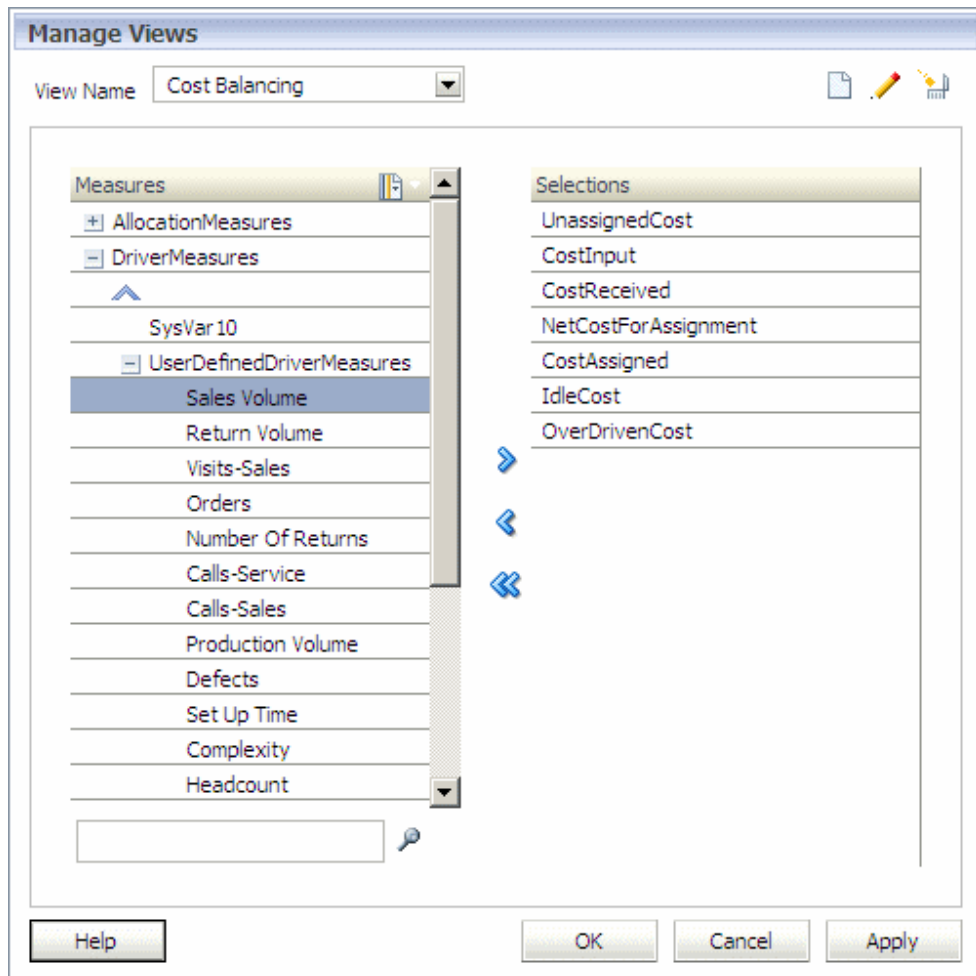 Manage Views
View Name
Cost Balancing
Measures
AllocationMeasures
DriverMeasures
SysVar10
UserDefinedDriverMeasures
Sales Volume
Return Volume
Visits-Sales
Orders
Number Of Returns
Calls-Service
Calls-Sales
Production Volume
Defects
Set Up Time
Complexity
Headcount
Selections
UnassignedCost
CostInput
CostReceived
NetCostForAssignment
CostAssigned
IdleCost
OverDrivenCost
Help
OK
Cancel
Apply